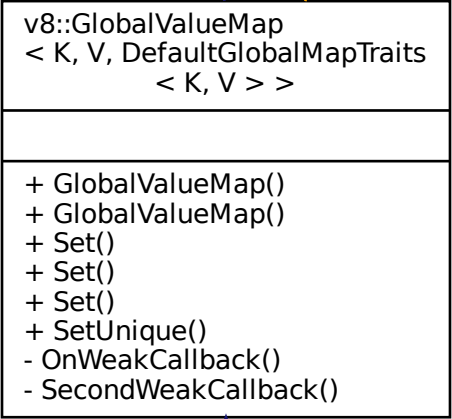 v8::GlobalValueMap
< K, V, DefaultGlobalMapTraits
< K, V > >
+ GlobalValueMap()
+ GlobalValueMap()
+ Set()
+ Set()
+ Set()
+ SetUnique()
- OnWeakCallback()
- SecondWeakCallback()